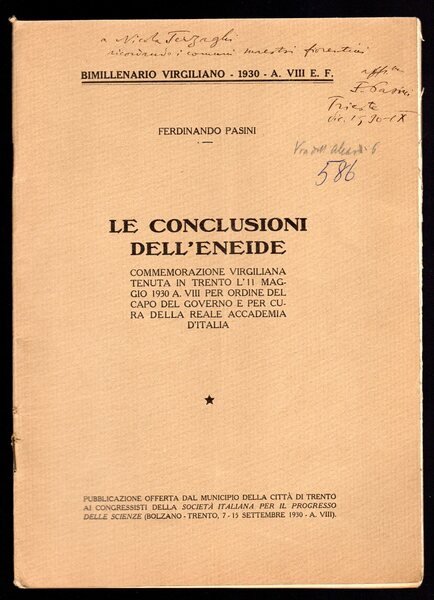 a Nicola Terzaghi
ricordando i comuni maestri fiorentini
BIMILLENARIO VIRGILIANO - 1930 - A. VIII E. F.
F. Pasini
Trieste
FERDINANDO PASINI
586
LE CONCLUSIONI
DELL'ENEIDE
COMMEMORAZIONE VIRGILIANA
TENUTA IN TRENTO L'11 MAG-
GIO 1930 A. VIII PER ORDINE DEL
CAPO DEL GOVERNO E PER CU-
RA DELLA REALE ACCADEMIA
D'ITALIA
PUBBLICAZIONE OFFERTA DAL MUNICIPIO DELLA CITTÀ DI TRENTO
AI CONGRESSISTI DELLA SOCIETÀ ITALIANA PER IL PROGRESSO
DELLE SCIENZE (BOLZANO - TRENTO, 7 - 15 SETTEMBRE 1930 - A. VIII).